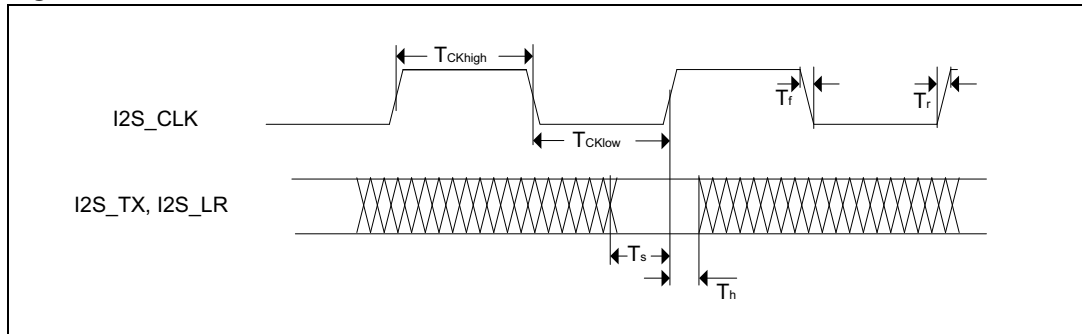 TCKhigh
Tf
Tr
I2S_CLK
TCKlow
I2S_TX, I2S_LR
Ts
Th